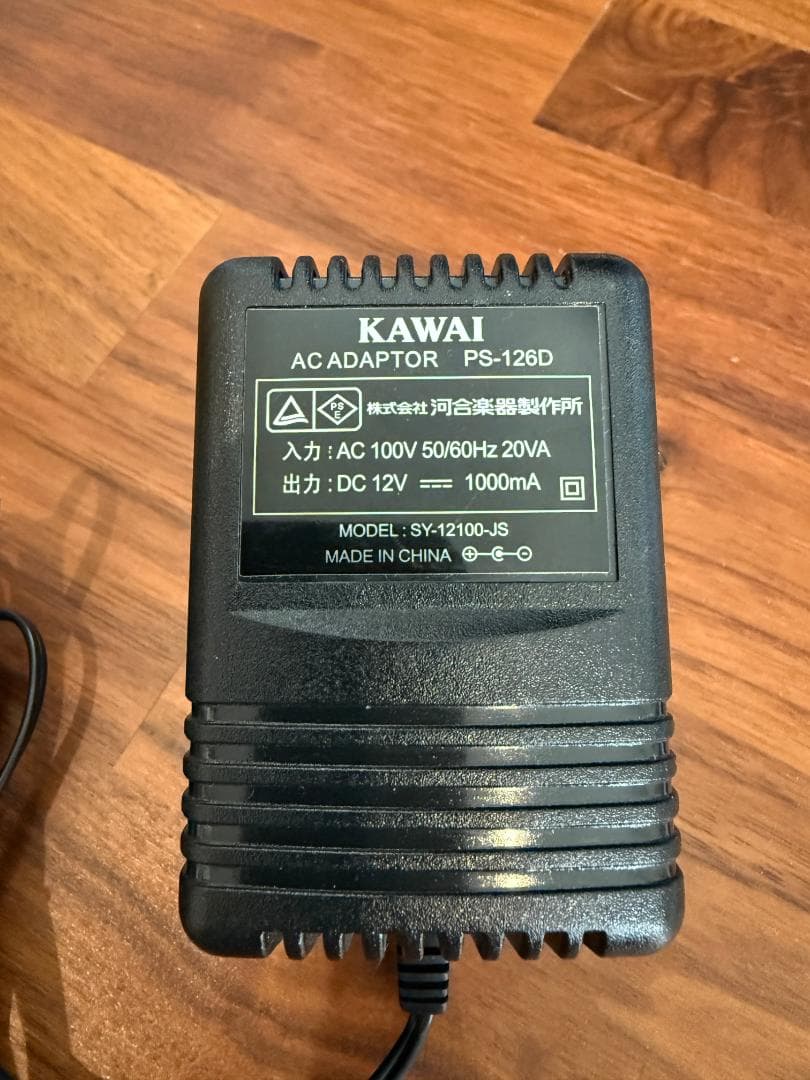 KAWAI
AC ADAPTOR PS-126D
PSE 株式会社 河合楽器製作所
入力 : AC 100V 50/60Hz 20VA
出力 : DC 12V ⎓ 1000mA
MODEL : SY-12100-JS
MADE IN CHINA